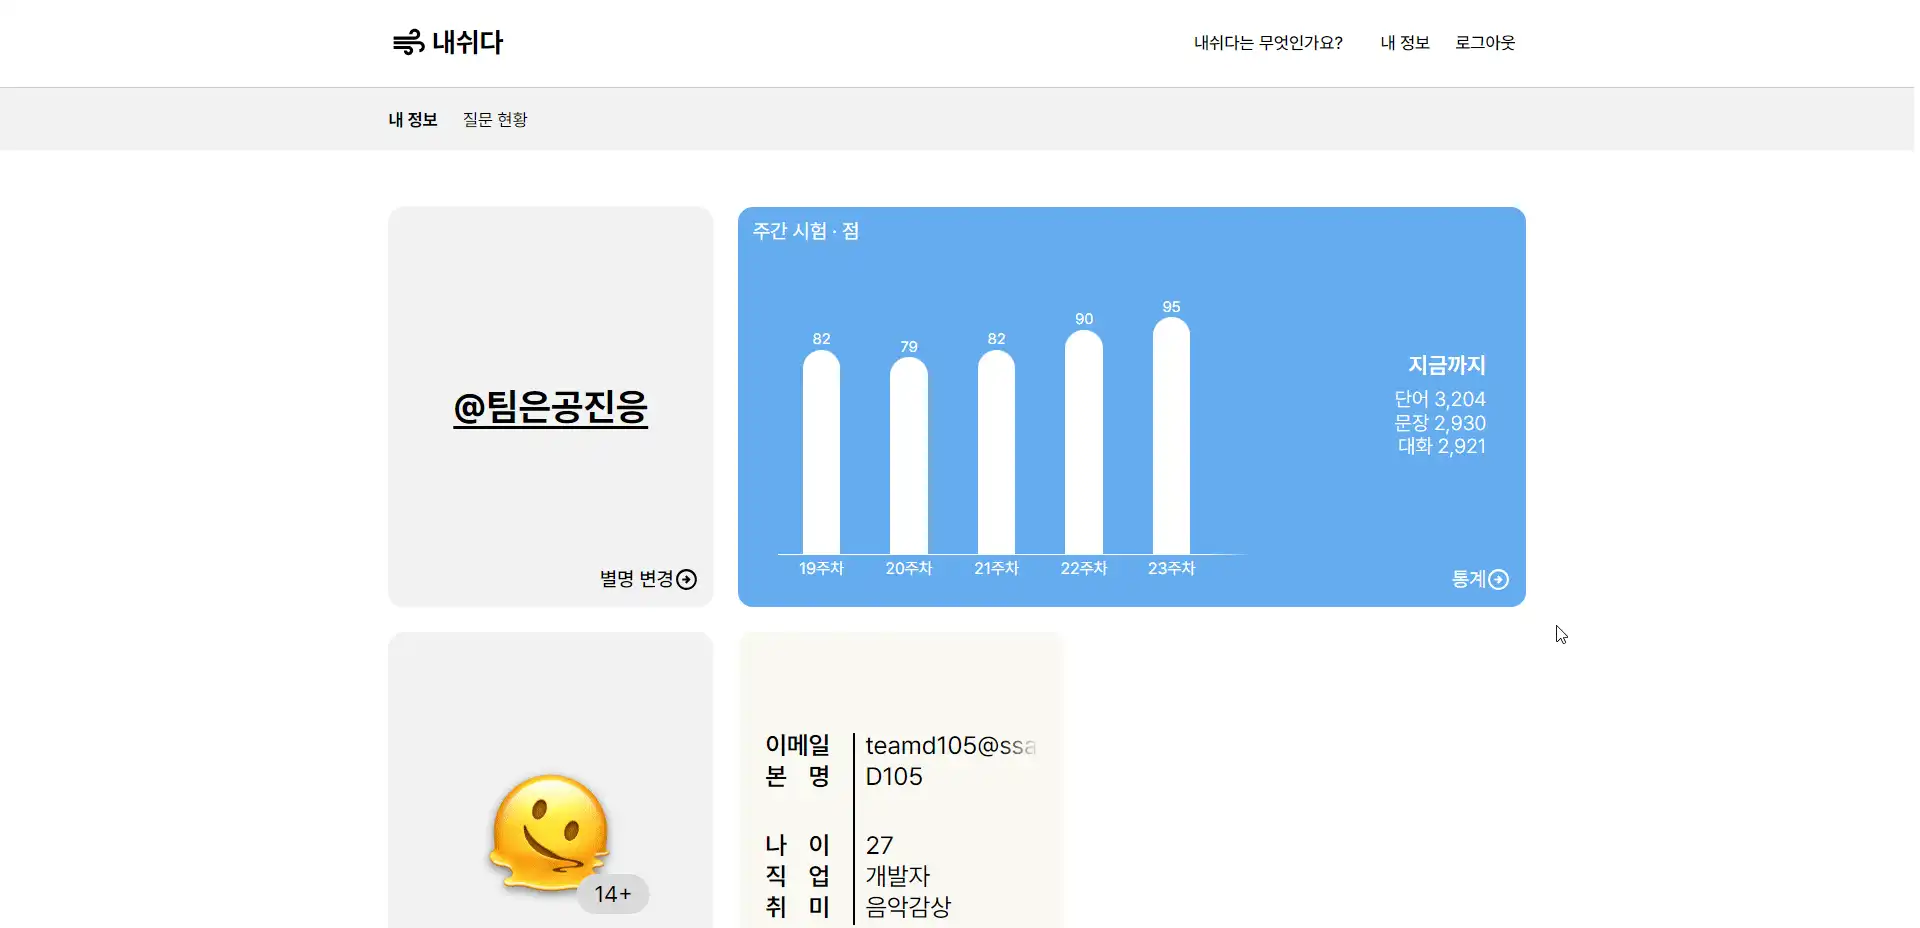 내쉬다
내쉬다는 무엇인가요? 내 정보 로그아웃
내 정보 질문 현황
@팀은공진응
별명 변경
주간 시험 · 점
82 79 82 90 95
19주차 20주차 21주차 22주차 23주차
지금까지
단어 3,204
문장 2,930
대화 2,921
통계
14+
이메일 teamd105@ssa
본 명 D105
나 이 27
직 업 개발자
취 미 음악감상